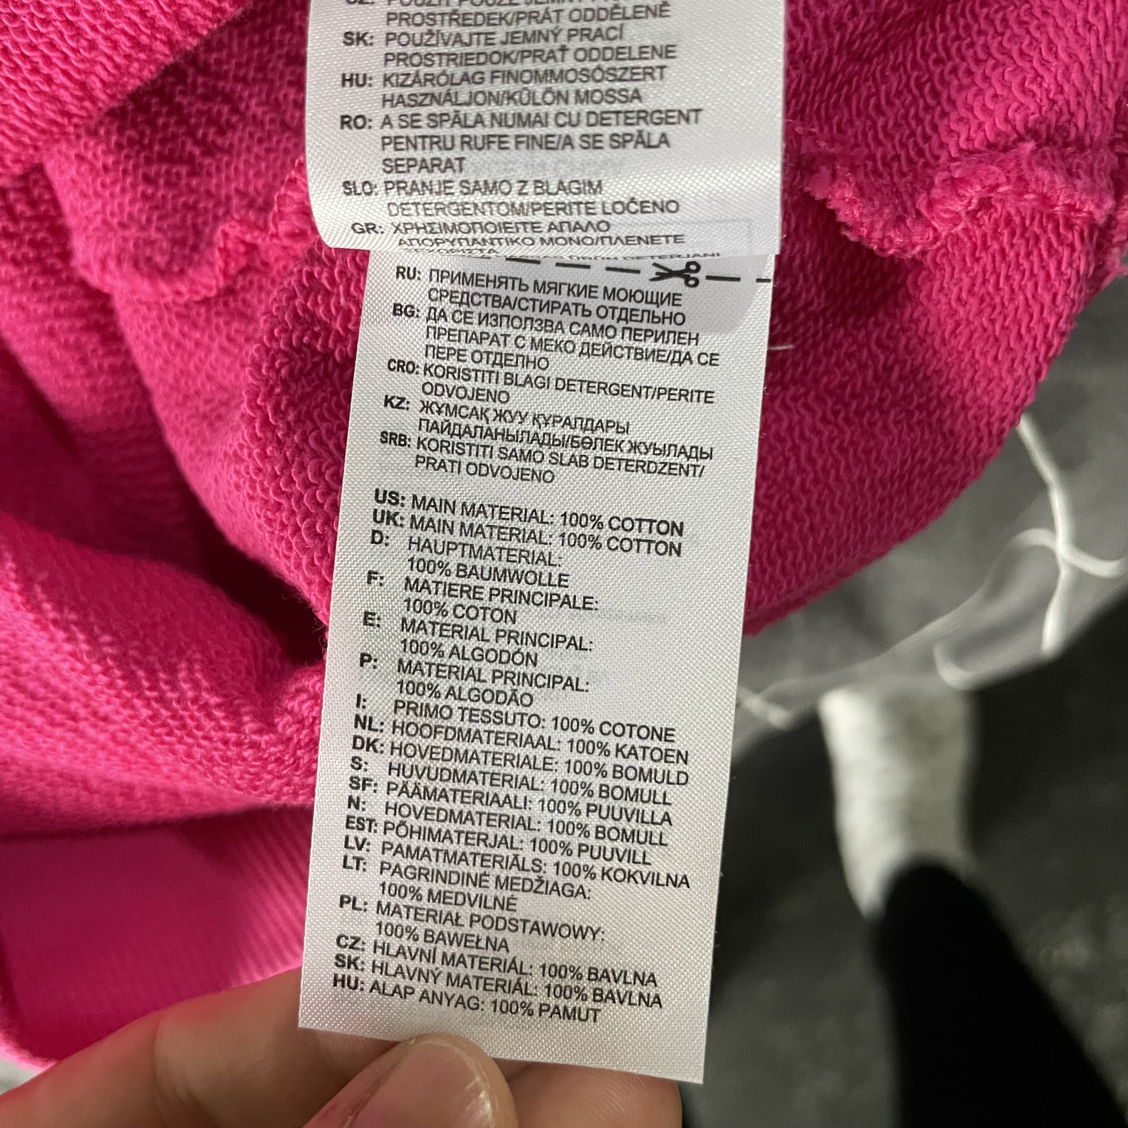 PROSTŘEDEK/PRÁT ODDĚLENĚ
SK: POUŽÍVAJTE JEMNÝ PRACÍ
PROSTRIEDOK/PRAŤ ODDELENE
HU: KIZÁRÓLAG FINOMMOSÓSZERT
HASZNÁLJON/KÜLÖN MOSSA
RO: A SE SPĂLA NUMAI CU DETERGENT
PENTRU RUFE FINE/A SE SPĂLA
SEPARAT
SLO: PRANJE SAMO Z BLAGIM
DETERGENTOM/PERITE LOČENO
GR: ΧΡΗΣΙΜΟΠΟΙΕΙΤΕ ΑΠΑΛΟ
ΑΠΟΡΥΠΑΝΤΙΚΟ ΜΟΝΟ/ΠΛΕΝΕΤΕ
RU: ПРИМЕНЯТЬ МЯГКИЕ МОЮЩИЕ
СРЕДСТВА/СТИРАТЬ ОТДЕЛЬНО
BG: ДА СЕ ИЗПОЛЗВА САМО ПЕРИЛЕН
ПРЕПАРАТ С МЕКО ДЕЙСТВИЕ/ДА СЕ
ПЕРЕ ОТДЕЛНО
CRO: KORISTITI BLAGI DETERGENT/PERITE
ODVOJENO
KZ: ЖҰМСАҚ ЖУУ ҚҰРАЛДАРЫ
ПАЙДАЛАНЫЛАДЫ/БӨЛЕК ЖУЫЛАДЫ
SRB: KORISTITI SAMO SLAB DETERDZENT/
PRATI ODVOJENO
US: MAIN MATERIAL: 100% COTTON
UK: MAIN MATERIAL: 100% COTTON
D: HAUPTMATERIAL:
100% BAUMWOLLE
F: MATIERE PRINCIPALE:
100% COTON
E: MATERIAL PRINCIPAL:
100% ALGODÓN
P: MATERIAL PRINCIPAL:
100% ALGODÃO
I: PRIMO TESSUTO: 100% COTONE
NL: HOOFDMATERIAAL: 100% KATOEN
DK: HOVEDMATERIALE: 100% BOMULD
S: HUVUDMATERIAL: 100% BOMULL
SF: PÄÄMATERIAALI: 100% PUUVILLA
N: HOVEDMATERIAL: 100% BOMULL
EST: PÕHIMATERJAL: 100% PUUVILL
LV: PAMATMATERIĀLS: 100% KOKVILNA
LT: PAGRINDINĖ MEDŽIAGA:
100% MEDVILNĖ
PL: MATERIAŁ PODSTAWOWY:
100% BAWEŁNA
CZ: HLAVNÍ MATERIÁL: 100% BAVLNA
SK: HLAVNÝ MATERIÁL: 100% BAVLNA
HU: ALAP ANYAG: 100% PAMUT